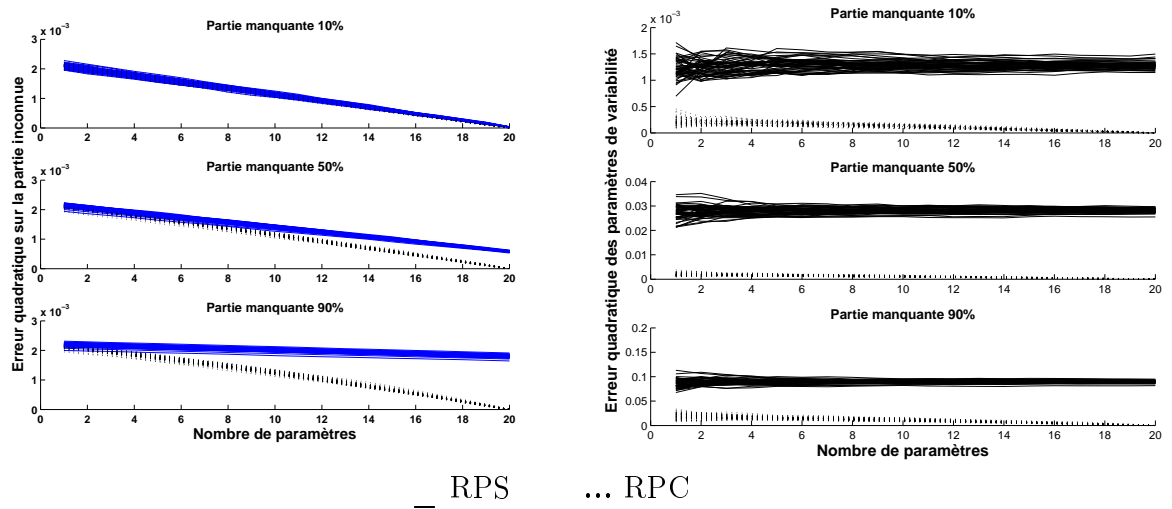 Partie manquante 10%
x 10⁻³
3
2
1
0
0 2 4 6 8 10 12 14 16 18 20
Partie manquante 50%
x 10⁻³
3
2
1
0
0 2 4 6 8 10 12 14 16 18 20
Partie manquante 90%
x 10⁻³
3
2
1
0
0 2 4 6 8 10 12 14 16 18 20
Nombre de paramètres
Erreur quadratique sur la partie inconnue
Partie manquante 10%
x 10⁻³
2
1.5
1
0.5
0
0 2 4 6 8 10 12 14 16 18 20
Partie manquante 50%
0.04
0.03
0.02
0.01
0
0 2 4 6 8 10 12 14 16 18 20
Partie manquante 90%
0.2
0.15
0.1
0.05
0
0 2 4 6 8 10 12 14 16 18 20
Nombre de paramètres
Erreur quadratique des paramètres de variabilité
_ RPS ... RPC